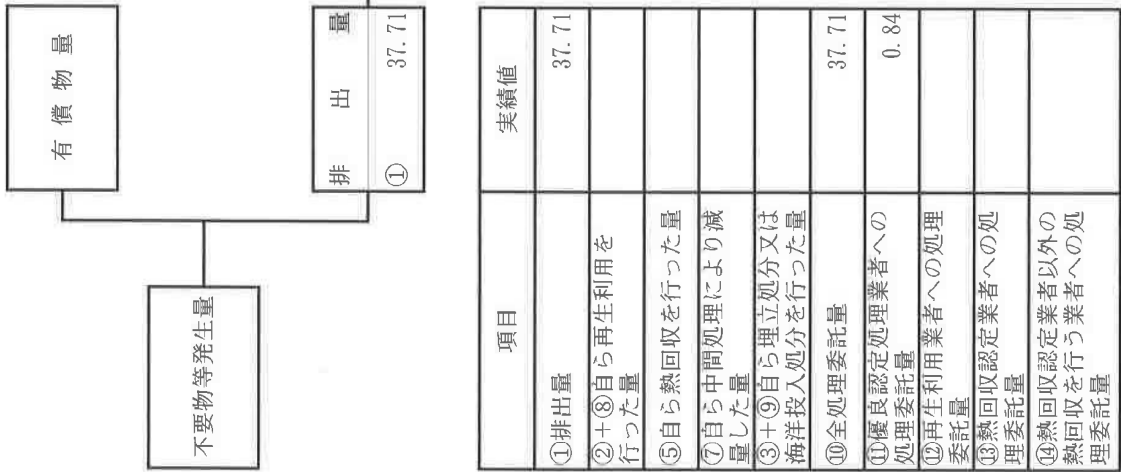 有償物量
不要物等発生量
排出量
① 37.71
項目 実績値
①排出量 37.71
②+⑧自ら再生利用を
行った量
⑤自ら熱回収を行った量
⑦自ら中間処理により減
量した量
③+⑨自ら埋立処分又は
海洋投入処分を行った量
⑩全処理委託量 37.71
⑪優良認定処理業者への
処理委託量 0.84
⑫再生利用業者への処理
委託量
⑬熱回収認定業者への処
理委託量
⑭熱回収認定業者以外の
熱回収を行う業者への処
理委託量